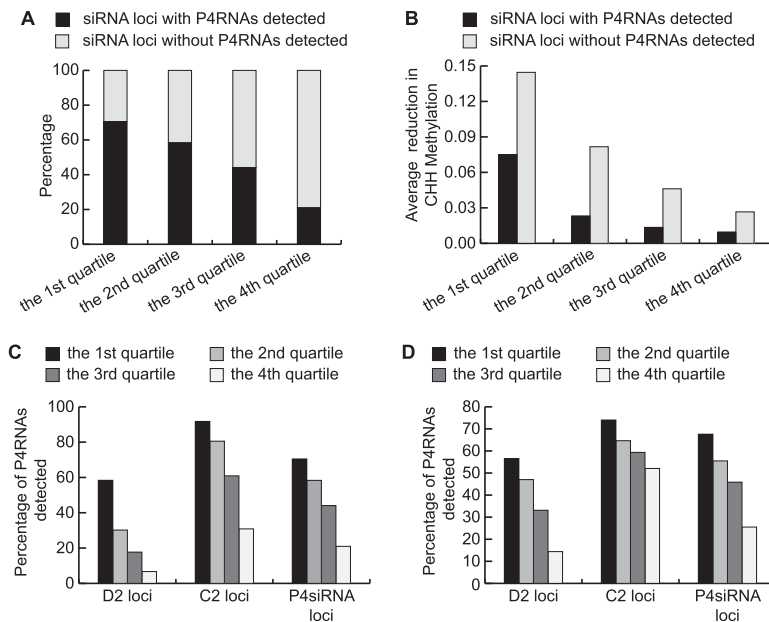 A
siRNA loci with P4RNAs detected
siRNA loci without P4RNAs detected
100
80
60
40
20
0
Percentage
the 1st quartile
the 2nd quartile
the 3rd quartile
the 4th quartile
B
siRNA loci with P4RNAs detected
siRNA loci without P4RNAs detected
0.15
0.12
0.09
0.06
0.03
0.00
Average reduction in
CHH Methylation
the 1st quartile
the 2nd quartile
the 3rd quartile
the 4th quartile
C
the 1st quartile
the 2nd quartile
the 3rd quartile
the 4th quartile
100
80
60
40
20
0
Percentage of P4RNAs
detected
D2 loci
C2 loci
P4siRNA
loci
D
the 1st quartile
the 2nd quartile
the 3rd quartile
the 4th quartile
80
70
60
50
40
30
20
10
0
Percentage of P4RNAs
detected
D2 loci
C2 loci
P4siRNA
loci